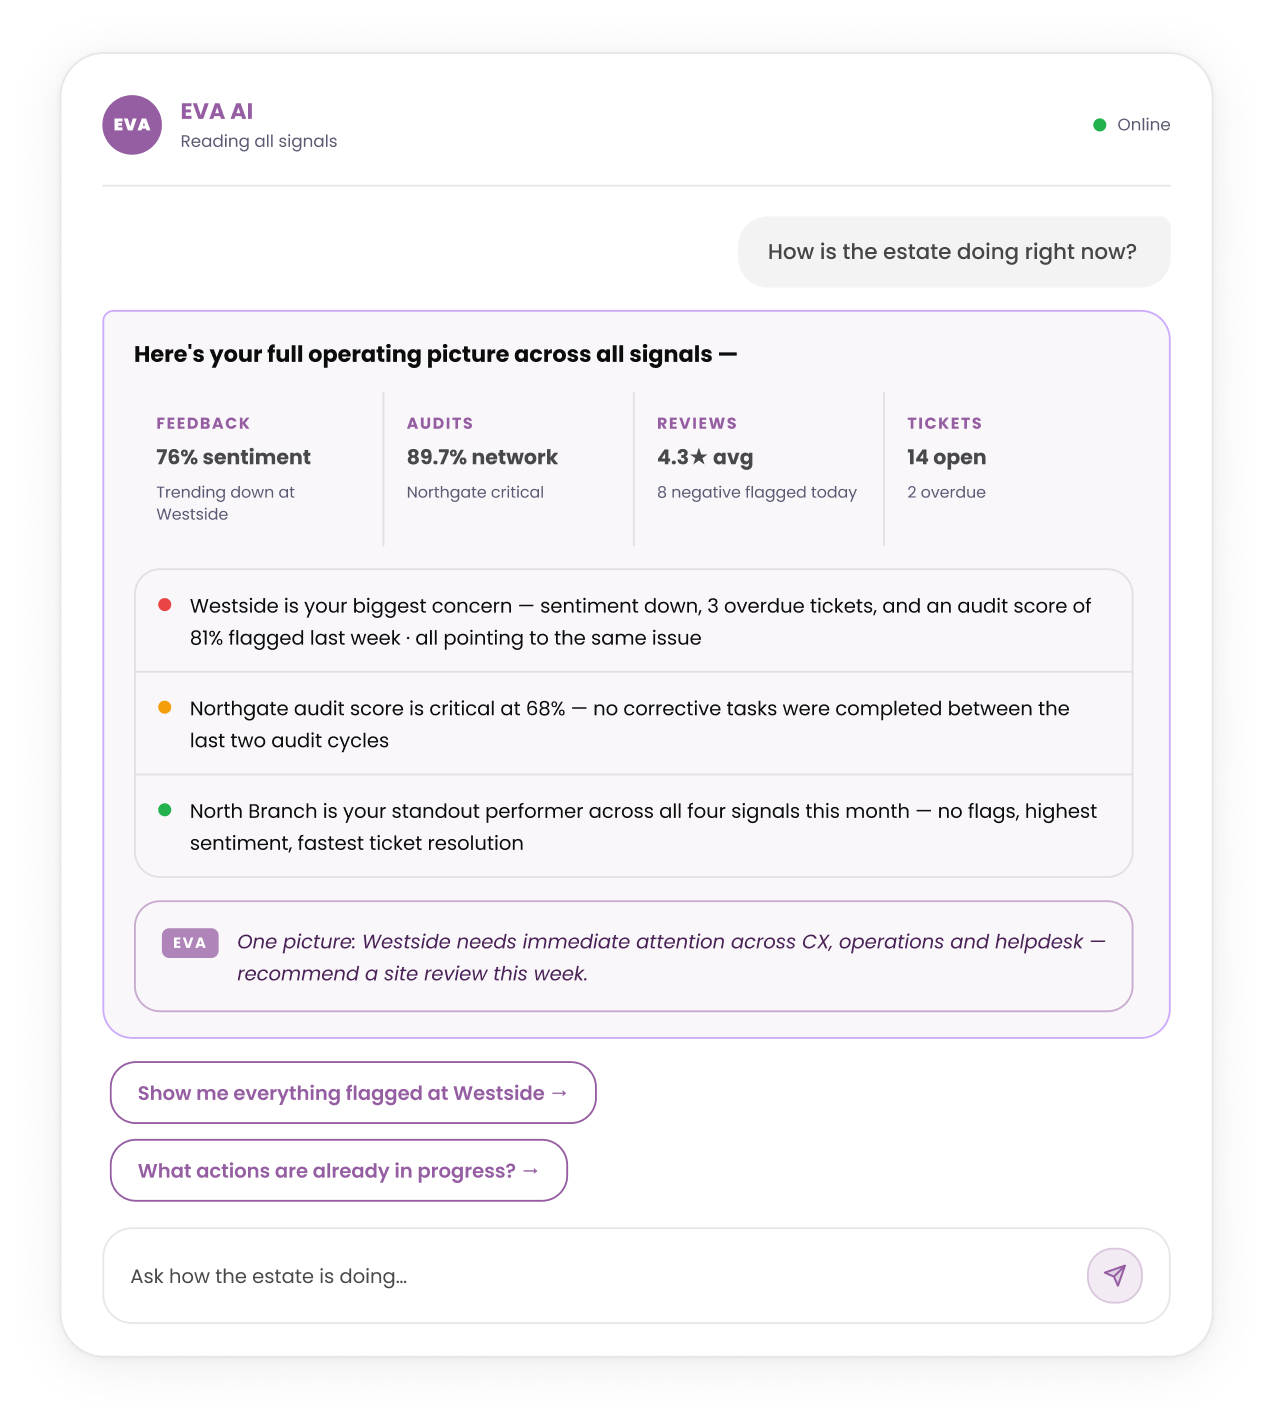 EVA
EVA AI
Reading all signals
Online
How is the estate doing right now?
Here's your full operating picture across all signals —
FEEDBACK
76% sentiment
Trending down at
Westside
AUDITS
89.7% network
Northgate critical
REVIEWS
4.3★ avg
8 negative flagged today
TICKETS
14 open
2 overdue
Westside is your biggest concern — sentiment down, 3 overdue tickets, and an audit score of
81% flagged last week · all pointing to the same issue
Northgate audit score is critical at 68% — no corrective tasks were completed between the
last two audit cycles
North Branch is your standout performer across all four signals this month — no flags, highest
sentiment, fastest ticket resolution
EVA
One picture: Westside needs immediate attention across CX, operations and helpdesk —
recommend a site review this week.
Show me everything flagged at Westside →
What actions are already in progress? →
Ask how the estate is doing...